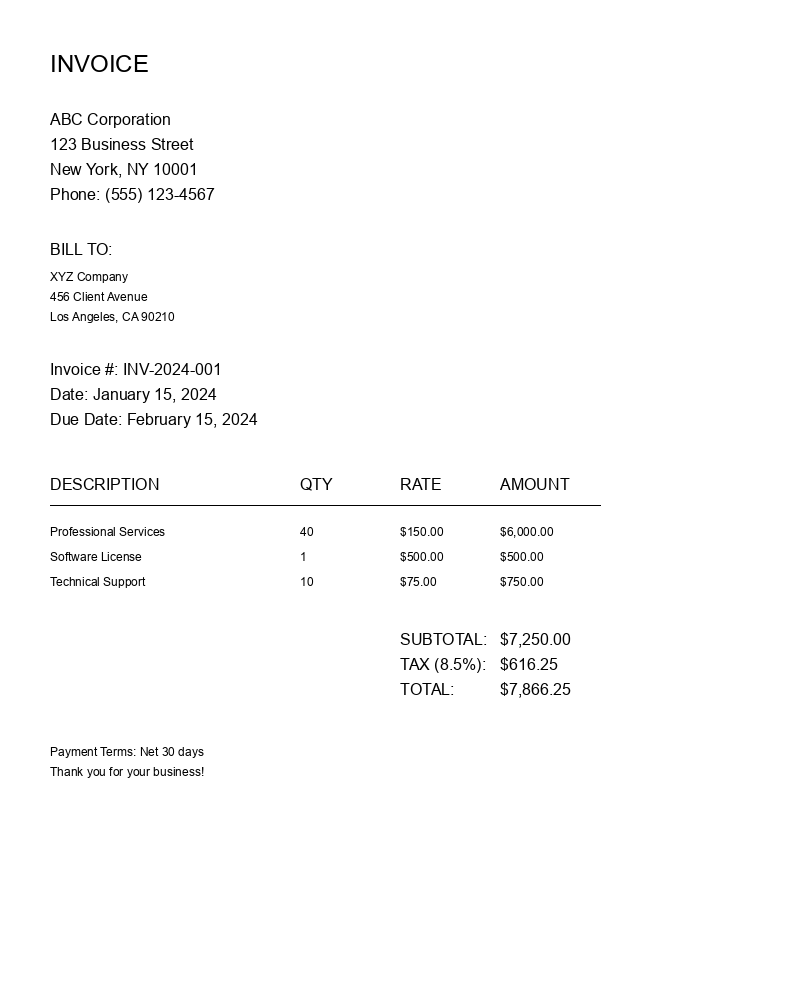 INVOICE
ABC Corporation
123 Business Street
New York, NY 10001
Phone: (555) 123-4567
BILL TO:
XYZ Company
456 Client Avenue
Los Angeles, CA 90210
Invoice #: INV-2024-001
Date: January 15, 2024
Due Date: February 15, 2024
DESCRIPTION QTY RATE AMOUNT
Professional Services 40 $150.00 $6,000.00
Software License 1 $500.00 $500.00
Technical Support 10 $75.00 $750.00
SUBTOTAL: $7,250.00
TAX (8.5%): $616.25
TOTAL: $7,866.25
Payment Terms: Net 30 days
Thank you for your business!